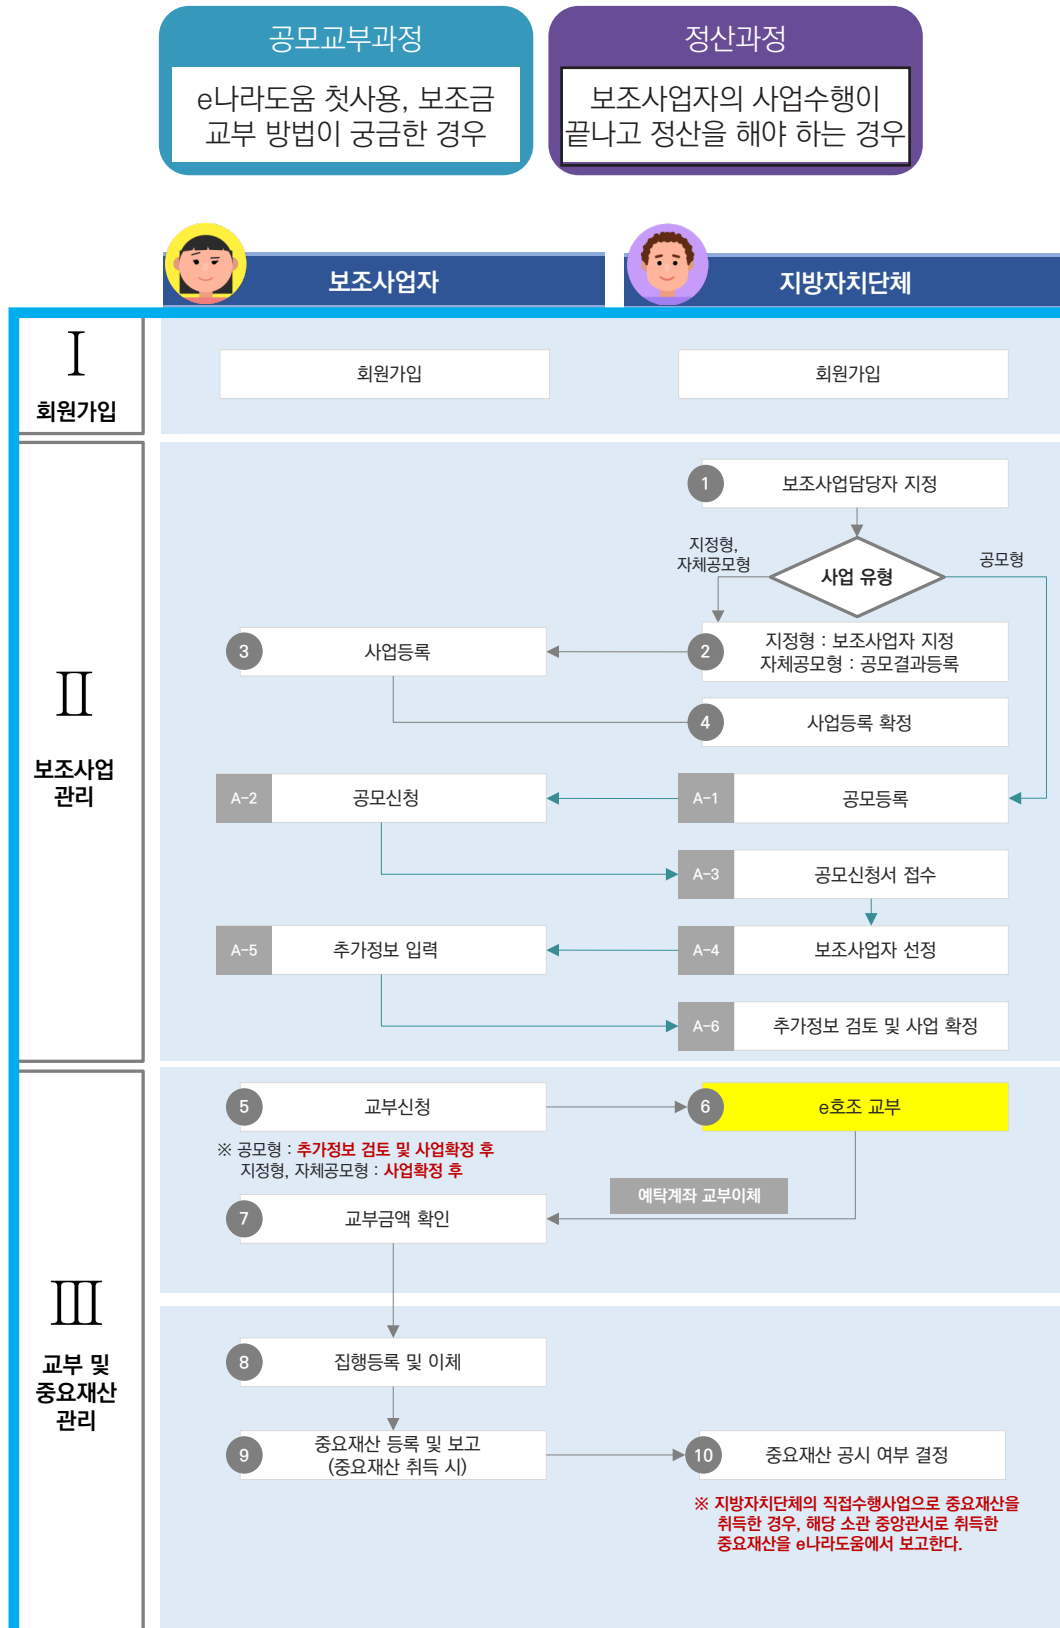 공모교부과정
e나라도움 첫사용, 보조금
교부 방법이 궁금한 경우
정산과정
보조사업자의 사업수행이
끝나고 정산을 해야 하는 경우
보조사업자
지방자치단체
Ⅰ
회원가입
회원가입
회원가입
Ⅱ
보조사업
관리
1
보조사업담당자 지정
지정형,
자체공모형
사업 유형
공모형
3
사업등록
2
지정형 : 보조사업자 지정
자체공모형 : 공모결과등록
4
사업등록 확정
A-2
공모신청
A-1
공모등록
A-3
공모신청서 접수
A-5
추가정보 입력
A-4
보조사업자 선정
A-6
추가정보 검토 및 사업 확정
Ⅲ
교부 및
중요재산
관리
5
교부신청
6
e호조 교부
※ 공모형 : 추가정보 검토 및 사업확정 후
지정형, 자체공모형 : 사업확정 후
예탁계좌 교부이체
7
교부금액 확인
8
집행등록 및 이체
9
중요재산 등록 및 보고
(중요재산 취득 시)
10
중요재산 공시 여부 결정
※ 지방자치단체의 직접수행사업으로 중요재산을
취득한 경우, 해당 소관 중앙관서로 취득한
중요재산을 e나라도움에서 보고한다.